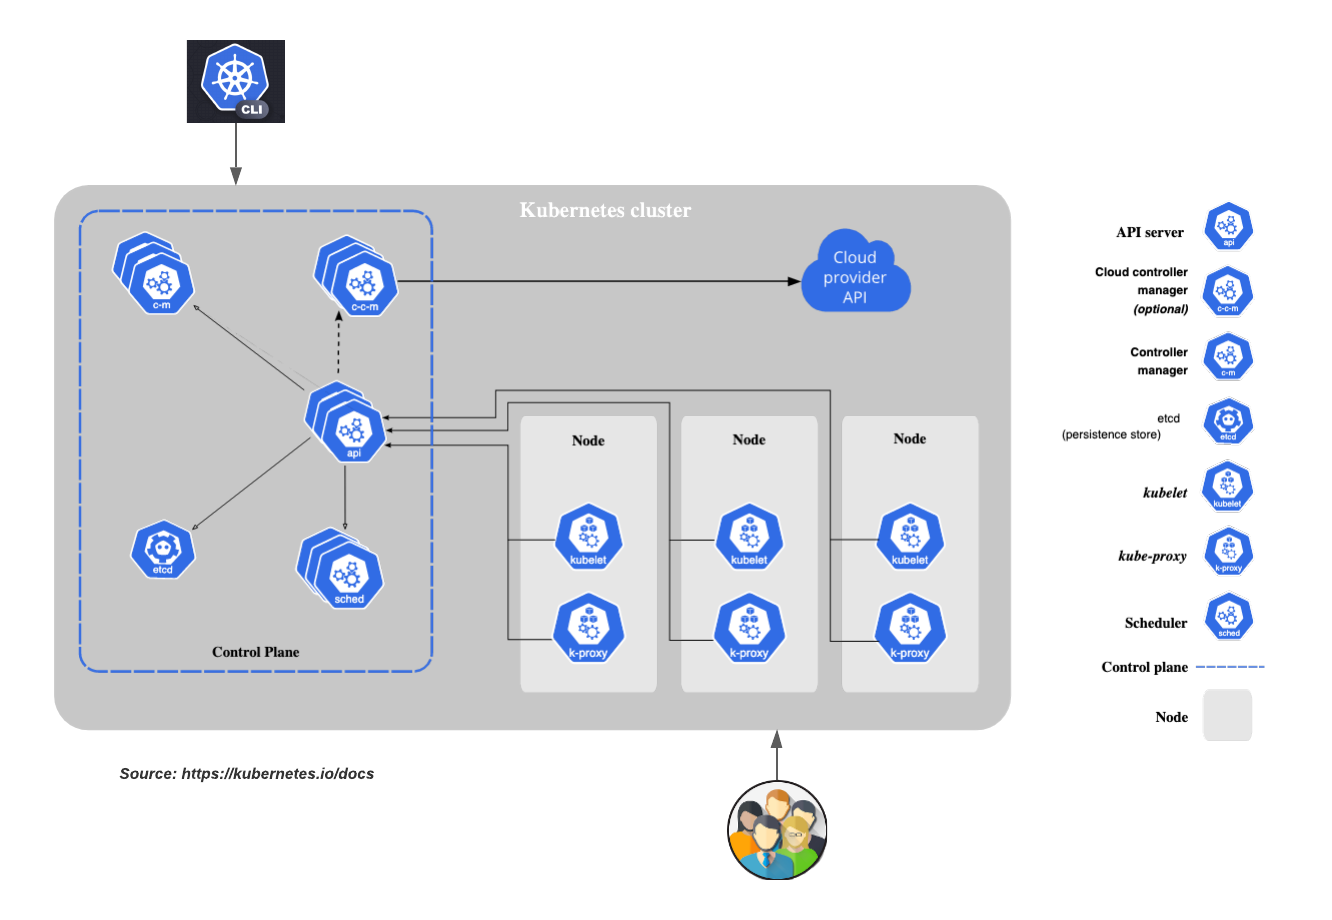 CLI
Kubernetes cluster
c-m
c-c-m
Cloud
provider
API
api
etcd
sched
Control Plane
Node
Node
Node
kubelet
kubelet
kubelet
k-proxy
k-proxy
k-proxy
API server
api
Cloud controller
manager
(optional)
c-c-m
Controller
manager
c-m
etcd
(persistence store)
etcd
kubelet
kubelet
kube-proxy
k-proxy
Scheduler
sched
Control plane
Node
Source: https://kubernetes.io/docs